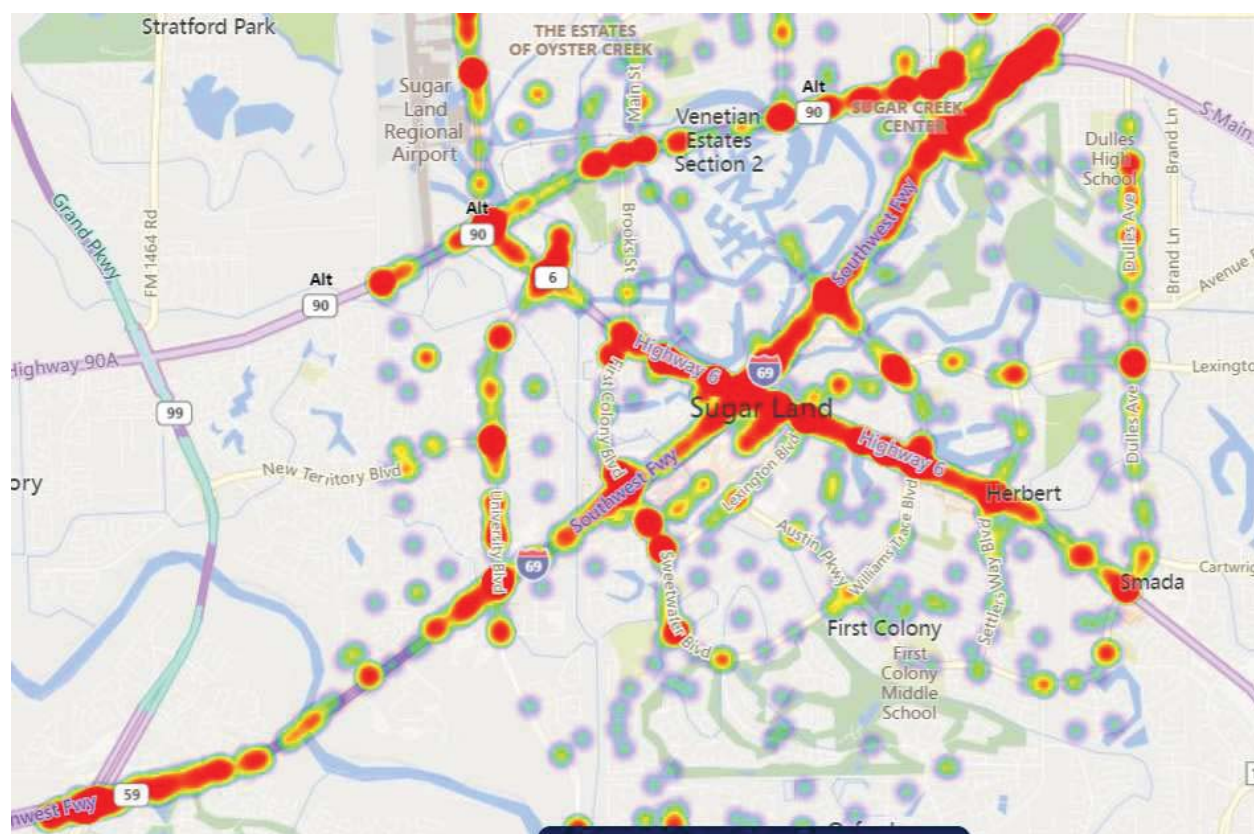 Stratford Park
THE ESTATES
OF OYSTER CREEK
Sugar
Land
Regional
Airport
Main St
Alt
90
SUGAR CREEK
CENTER
Venetian
Estates
Section 2
S Main
Dulles
High
School
Brand Ln
Dulles Ave
Grand Pkwy
FM 1464 Rd
Alt
90
Brooks St
Southwest Fwy
Brand Ln
Avenue
6
Alt
90
Highway 90A
Highway 6
69
Lexington
First Colony Blvd
99
Sugar Land
Dulles Ave
Highway 6
New Territory Blvd
ory
Lexington Blvd
Southwest Fwy
Herbert
University Blvd
Austin Pkwy
Williams Trace Blvd
Settlers Way Blvd
69
Sweetwater Blvd
Cartwrig
Smada
First Colony
First
Colony
Middle
School
59
hwest Fwy